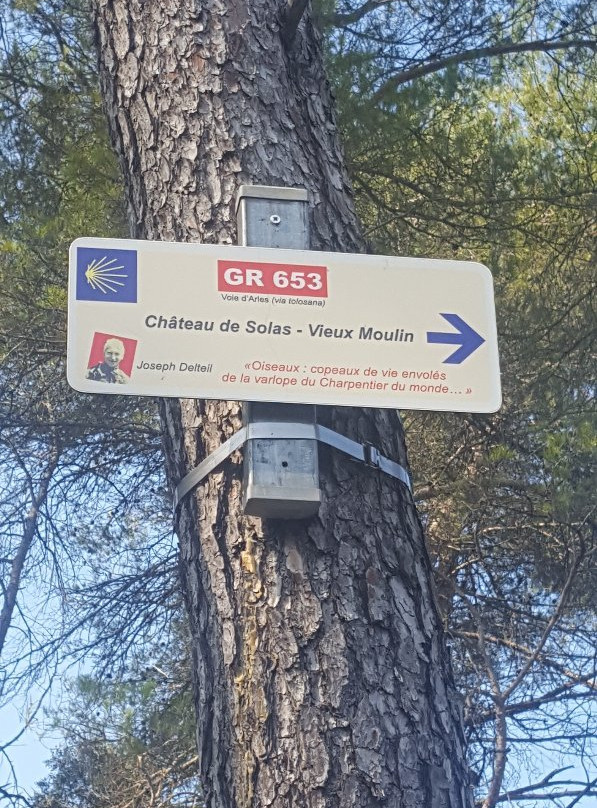 GR 653
Voie d'Arles (via tolosana)
Château de Solas - Vieux Moulin
Joseph Delteil
«Oiseaux : copeaux de vie envolés
de la varlope du Charpentier du monde... »